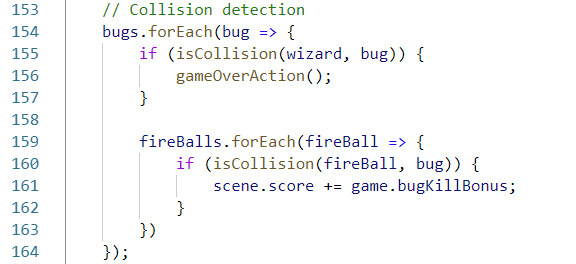 153 // Collision detection
154 bugs.forEach(bug => {
155 if (isCollision(wizard, bug)) {
156 gameOverAction();
157 }
158
159 fireBalls.forEach(fireBall => {
160 if (isCollision(fireBall, bug)) {
161 scene.score += game.bugKillBonus;
162 }
163 })
164 });